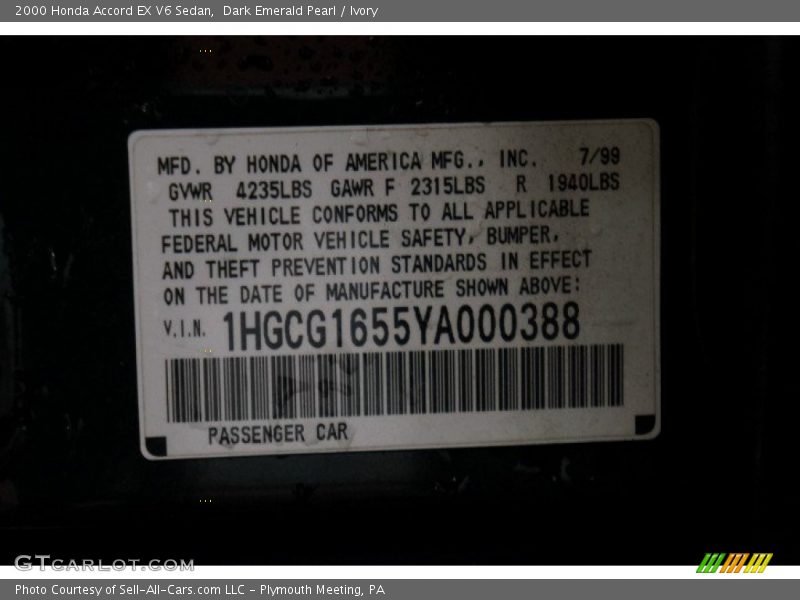 2000 Honda Accord EX V6 Sedan,  Dark Emerald Pearl / Ivory
MFD. BY HONDA OF AMERICA MFG., INC.  7/99
GVWR  4235LBS  GAWR F  2315LBS  R  1940LBS
THIS VEHICLE CONFORMS TO ALL APPLICABLE
FEDERAL MOTOR VEHICLE SAFETY, BUMPER,
AND THEFT PREVENTION STANDARDS IN EFFECT
ON THE DATE OF MANUFACTURE SHOWN ABOVE:
V.I.N. 1HGCG1655YA000388
PASSENGER CAR
GTCARLOT.COM
Photo Courtesy of Sell-All-Cars.com LLC - Plymouth Meeting, PA